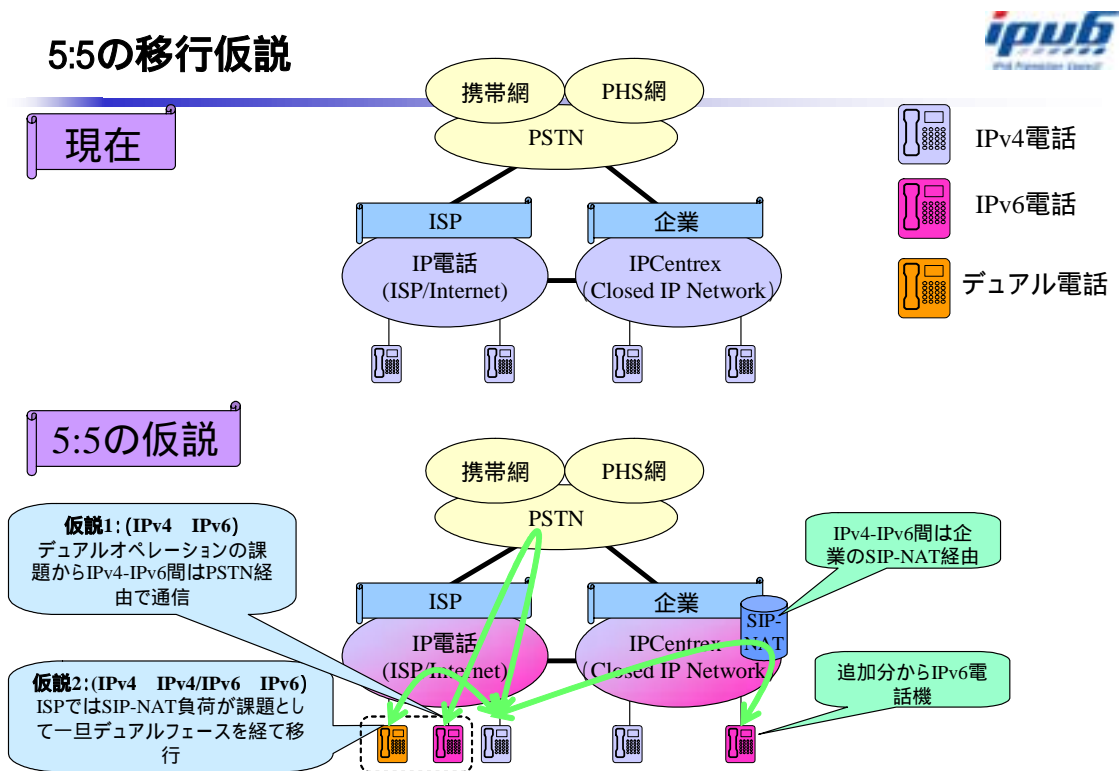 5:5の移行仮説
ipub
IPv6 Promotion Council
現在
携帯網
PHS網
PSTN
ISP
企業
IP電話
(ISP/Internet)
IPCentrex
(Closed IP Network)
IPv4電話
IPv6電話
デュアル電話
5:5の仮説
携帯網
PHS網
PSTN
ISP
企業
SIP-
NAT
IP電話
(ISP/Internet)
IPCentrex
(Closed IP Network)
仮説1:(IPv4 IPv6)
デュアルオペレーションの課
題からIPv4-IPv6間はPSTN経
由で通信
仮説2:(IPv4 IPv4/IPv6 IPv6)
ISPではSIP-NAT負荷が課題とし
て一旦デュアルフェースを経て移
行
IPv4-IPv6間は企
業のSIP-NAT経由
追加分からIPv6電
話機